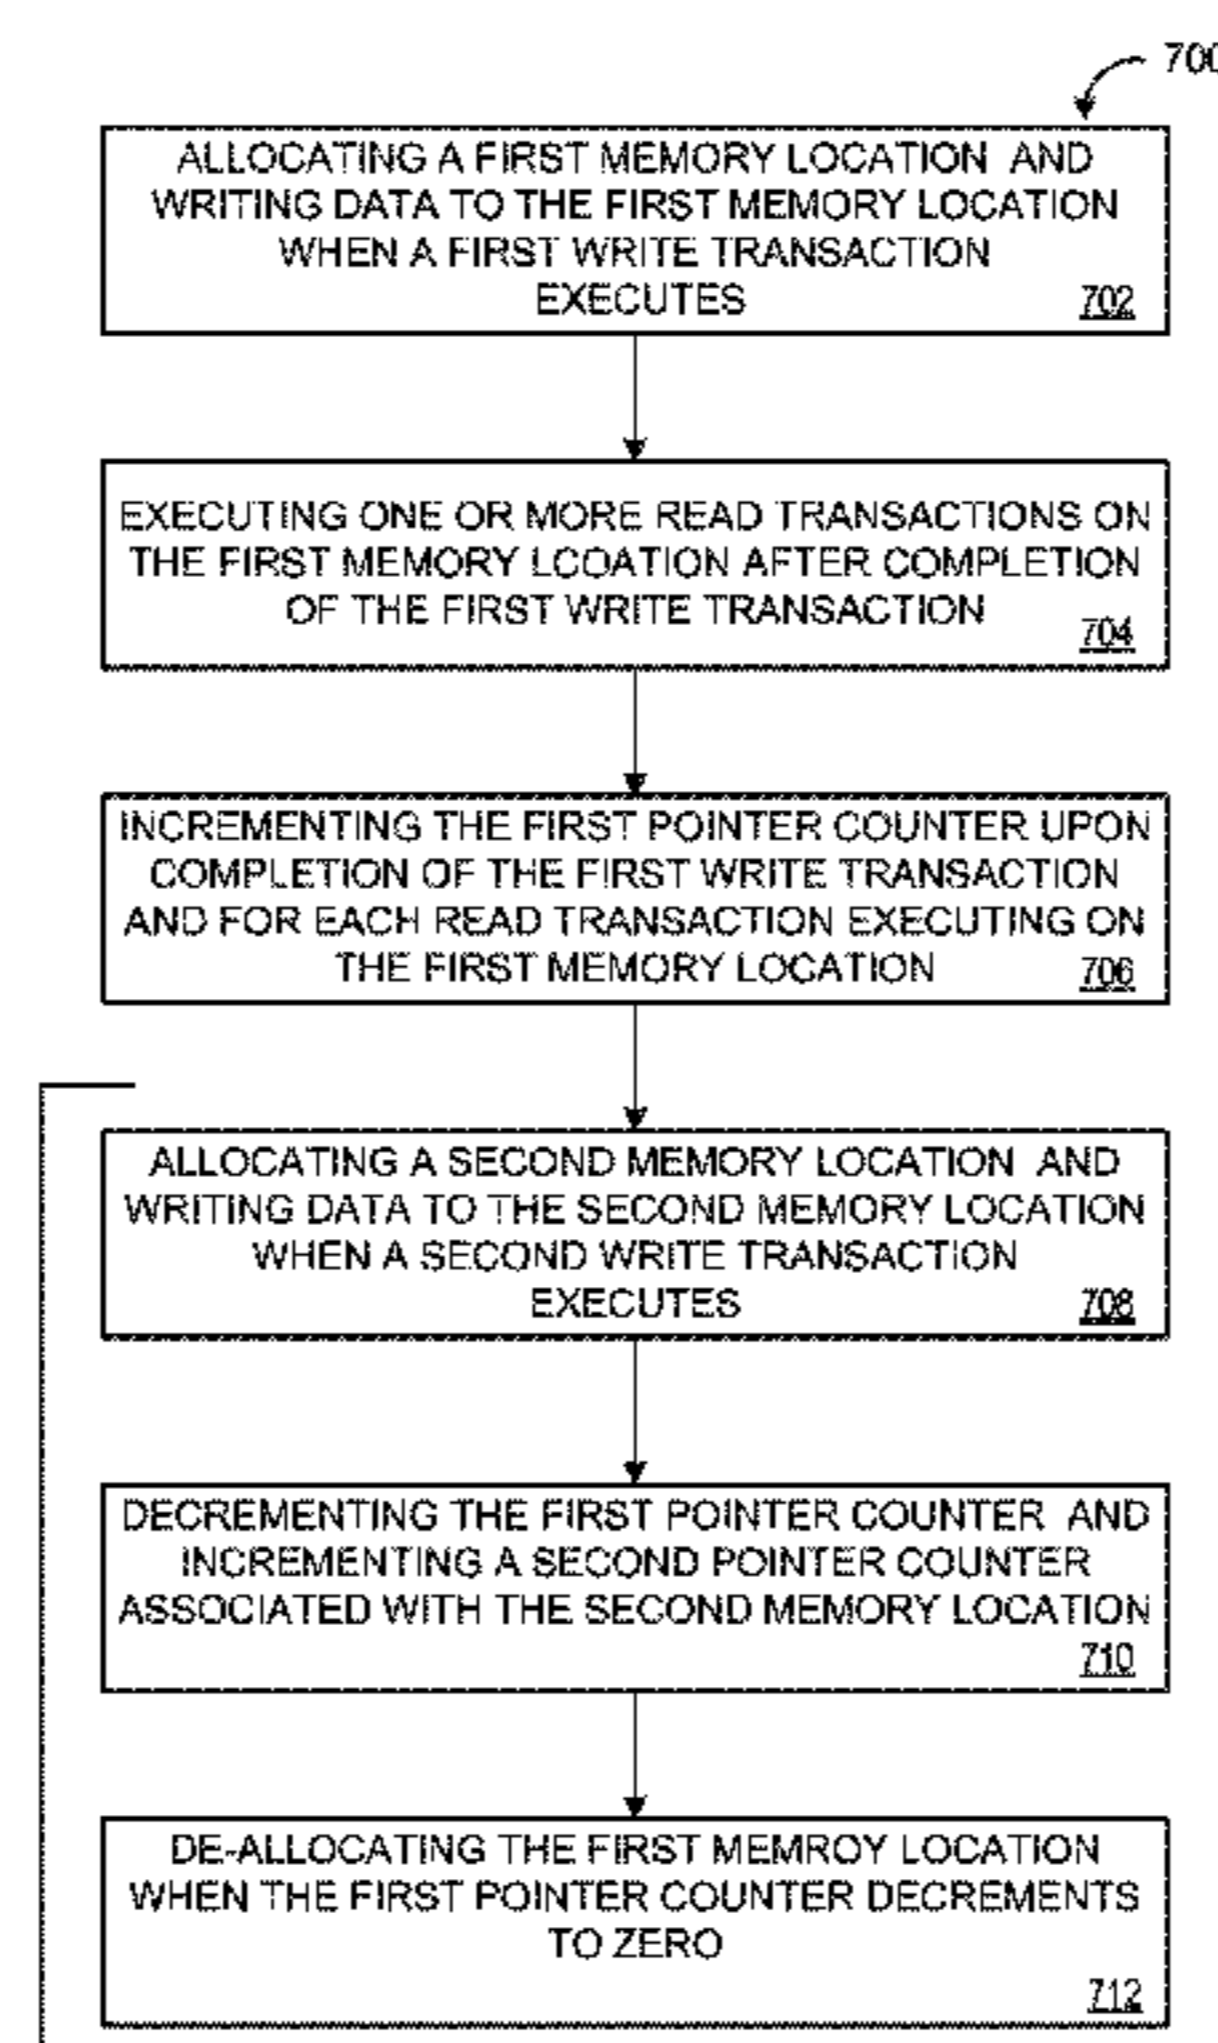 700
ALLOCATING A FIRST MEMORY LOCATION AND
WRITING DATA TO THE FIRST MEMORY LOCATION
WHEN A FIRST WRITE TRANSACTION
EXECUTES
702
EXECUTING ONE OR MORE READ TRANSACTIONS ON
THE FIRST MEMORY LCOATION AFTER COMPLETION
OF THE FIRST WRITE TRANSACTION
704
INCREMENTING THE FIRST POINTER COUNTER UPON
COMPLETION OF THE FIRST WRITE TRANSACTION
AND FOR EACH READ TRANSACTION EXECUTING ON
THE FIRST MEMORY LOCATION
706
ALLOCATING A SECOND MEMORY LOCATION AND
WRITING DATA TO THE SECOND MEMORY LOCATION
WHEN A SECOND WRITE TRANSACTION
EXECUTES
708
DECREMENTING THE FIRST POINTER COUNTER AND
INCREMENTING A SECOND POINTER COUNTER
ASSOCIATED WITH THE SECOND MEMORY LOCATION
710
DE-ALLOCATING THE FIRST MEMROY LOCATION
WHEN THE FIRST POINTER COUNTER DECREMENTS
TO ZERO
712